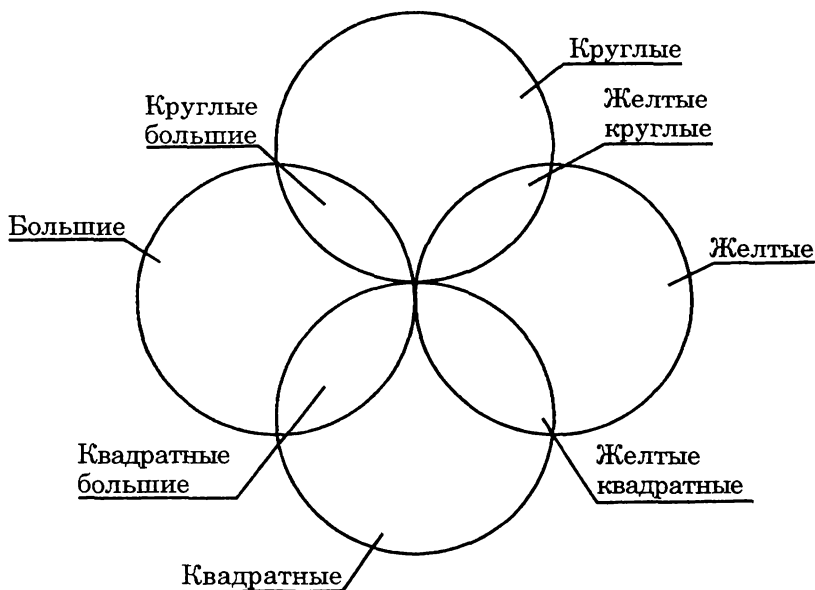 Круглые
Желтые
круглые
Круглые
большие
Большие
Желтые
Квадратные
большие
Желтые
квадратные
Квадратные